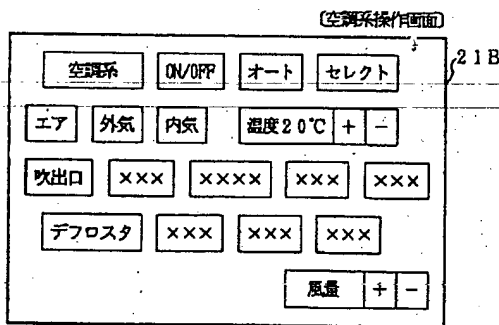 〔空調系操作画面〕
21B
空調系 ON/OFF オート セレクト
エア 外気 内気 温度20℃ + −
吹出口 ××× ×××× ××× ×××
デフロスタ ××× ××× ×××
風量 + −